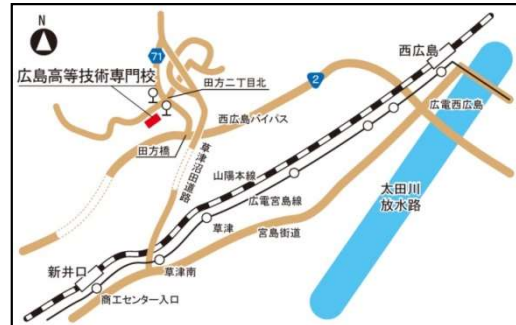 N
71
広島高等技術専門校
田方二丁目北
西広島
2
広電西広島
西広島バイパス
田方橋
草津沼田道路
山陽本線
広電宮島線
太田川
放水路
草津
宮島街道
新井口
草津南
商工センター入口